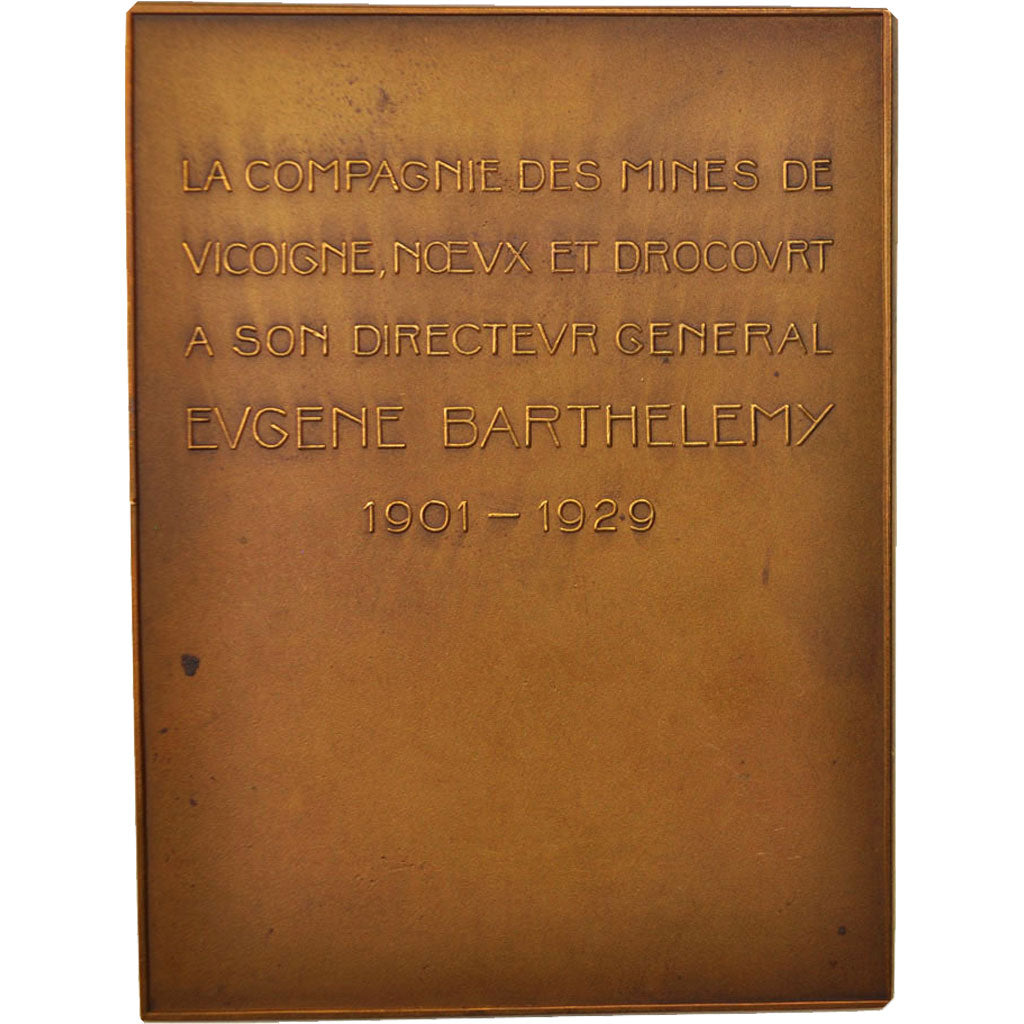 LA COMPAGNIE DES MINES DE
VICOIGNE, NŒVX ET DROCOVRT
A SON DIRECTEVR GENERAL
EVGENE BARTHELEMY
1901 – 1929